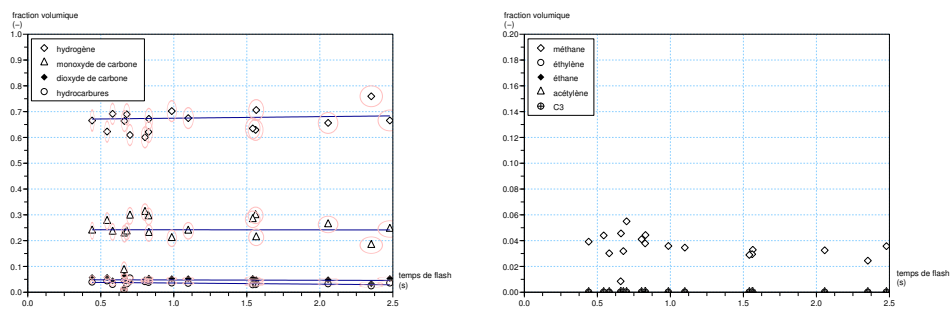 fraction volumique
(−)
1.0
0.9
0.8
0.7
0.6
0.5
0.4
0.3
0.2
0.1
0.0
hydrogène
monoxyde de carbone
dioxyde de carbone
hydrocarbures
0.0
0.5
1.0
1.5
2.0
2.5
temps de flash
(s)
fraction volumique
(−)
0.20
0.18
0.16
0.14
0.12
0.10
0.08
0.06
0.04
0.02
0.00
méthane
éthylène
éthane
acétylène
C3
0.0
0.5
1.0
1.5
2.0
2.5
temps de flash
(s)